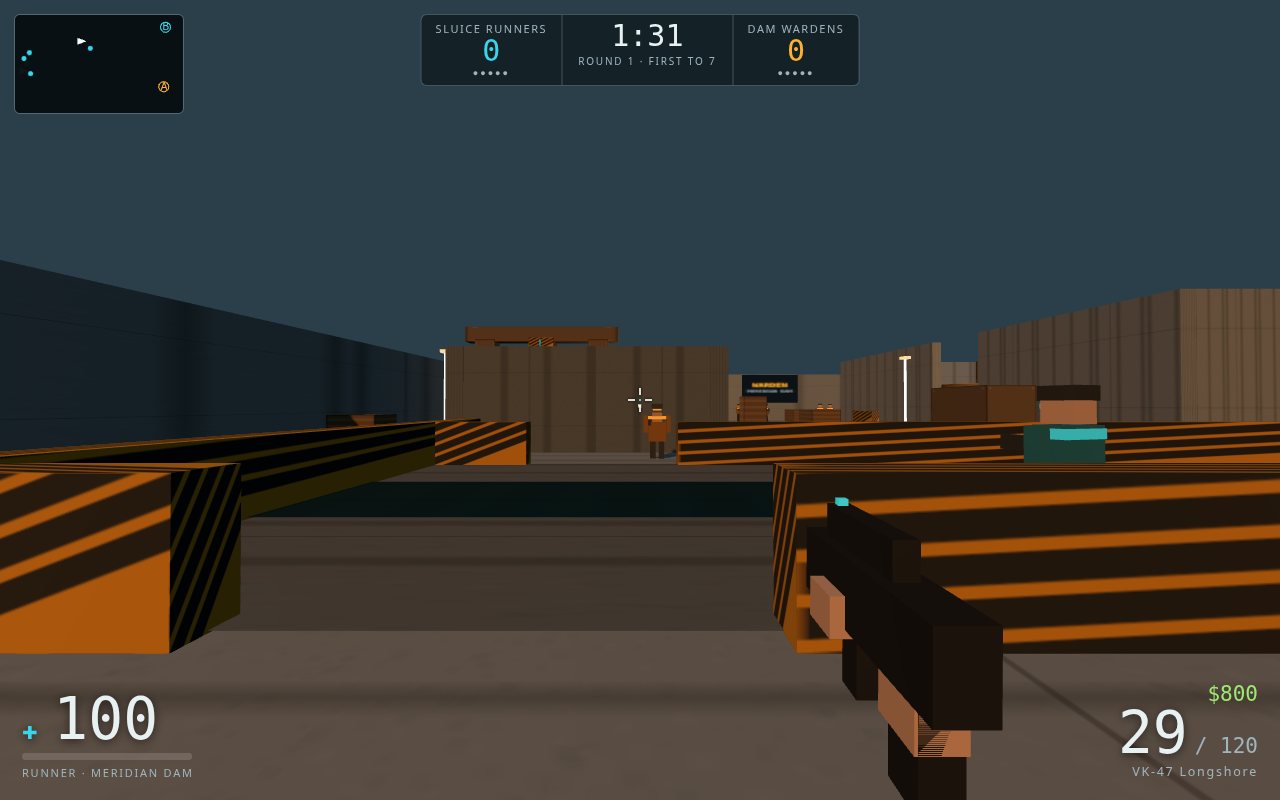 B
A
SLUICE RUNNERS
0
1:31
ROUND 1 · FIRST TO 7
DAM WARDENS
0
WARDEN
+ 100
RUNNER · MERIDIAN DAM
$800
29 / 120
VK-47 Longshore